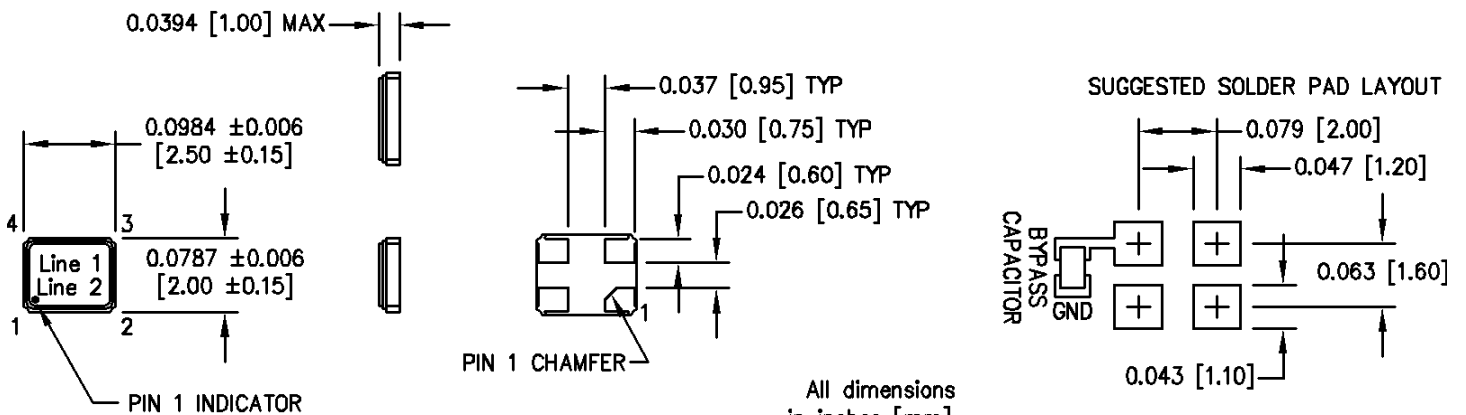 0.0394 [1.00] MAX
0.0984 ±0.006
[2.50 ±0.15]
4
3
Line 1
Line 2
0.0787 ±0.006
[2.00 ±0.15]
1
2
PIN 1 INDICATOR
0.037 [0.95] TYP
0.030 [0.75] TYP
0.024 [0.60] TYP
0.026 [0.65] TYP
1
PIN 1 CHAMFER
All dimensions
in inches [mm]
SUGGESTED SOLDER PAD LAYOUT
0.079 [2.00]
0.047 [1.20]
BYPASS
CAPACITOR
GND
0.063 [1.60]
0.043 [1.10]